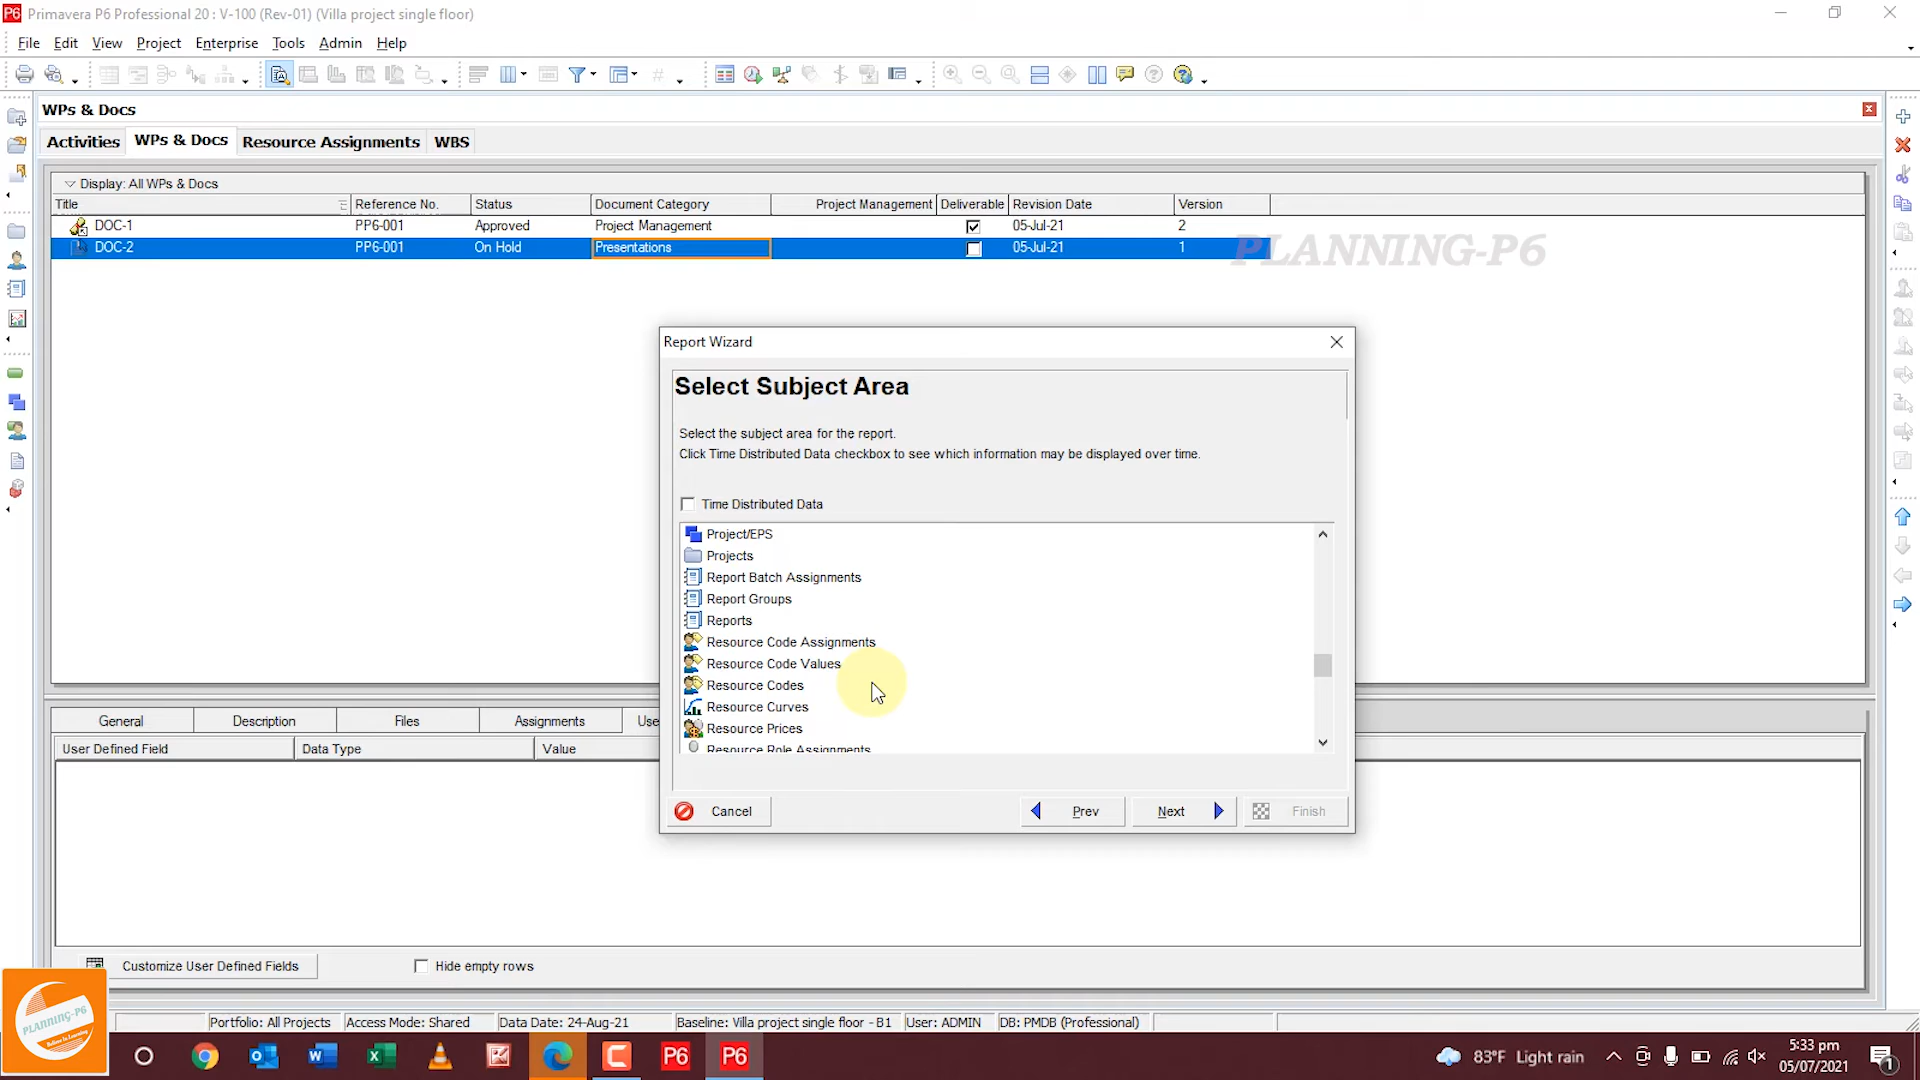 Primavera P6 Professional 20 : V-100 (Rev-01) (Villa project single floor)
File Edit View Project Enterprise Tools Admin Help
WPs & Docs
Activities WPs & Docs Resource Assignments WBS
Display: All WPs & Docs
Title Reference No. Status Document Category Project Management Deliverable Revision Date Version
DOC-1 PP6-001 Approved Project Management 05-Jul-21 2
DOC-2 PP6-001 On Hold Presentations 05-Jul-21 1
PLANNING-P6
Report Wizard
Select Subject Area
Select the subject area for the report.
Click Time Distributed Data checkbox to see which information may be displayed over time.
Time Distributed Data
Project/EPS
Projects
Report Batch Assignments
Report Groups
Reports
Resource Code Assignments
Resource Code Values
Resource Codes
Resource Curves
Resource Prices
Resource Role Assignments
Cancel Prev Next Finish
General Description Files Assignments Use
User Defined Field Data Type Value
Customize User Defined Fields Hide empty rows
PLANNING-P6
Portfolio: All Projects Access Mode: Shared Data Date: 24-Aug-21 Baseline: Villa project single floor - B1 User: ADMIN DB: PMDB (Professional)
P6 P6 83°F Light rain 5:33 pm
05/07/2021 1